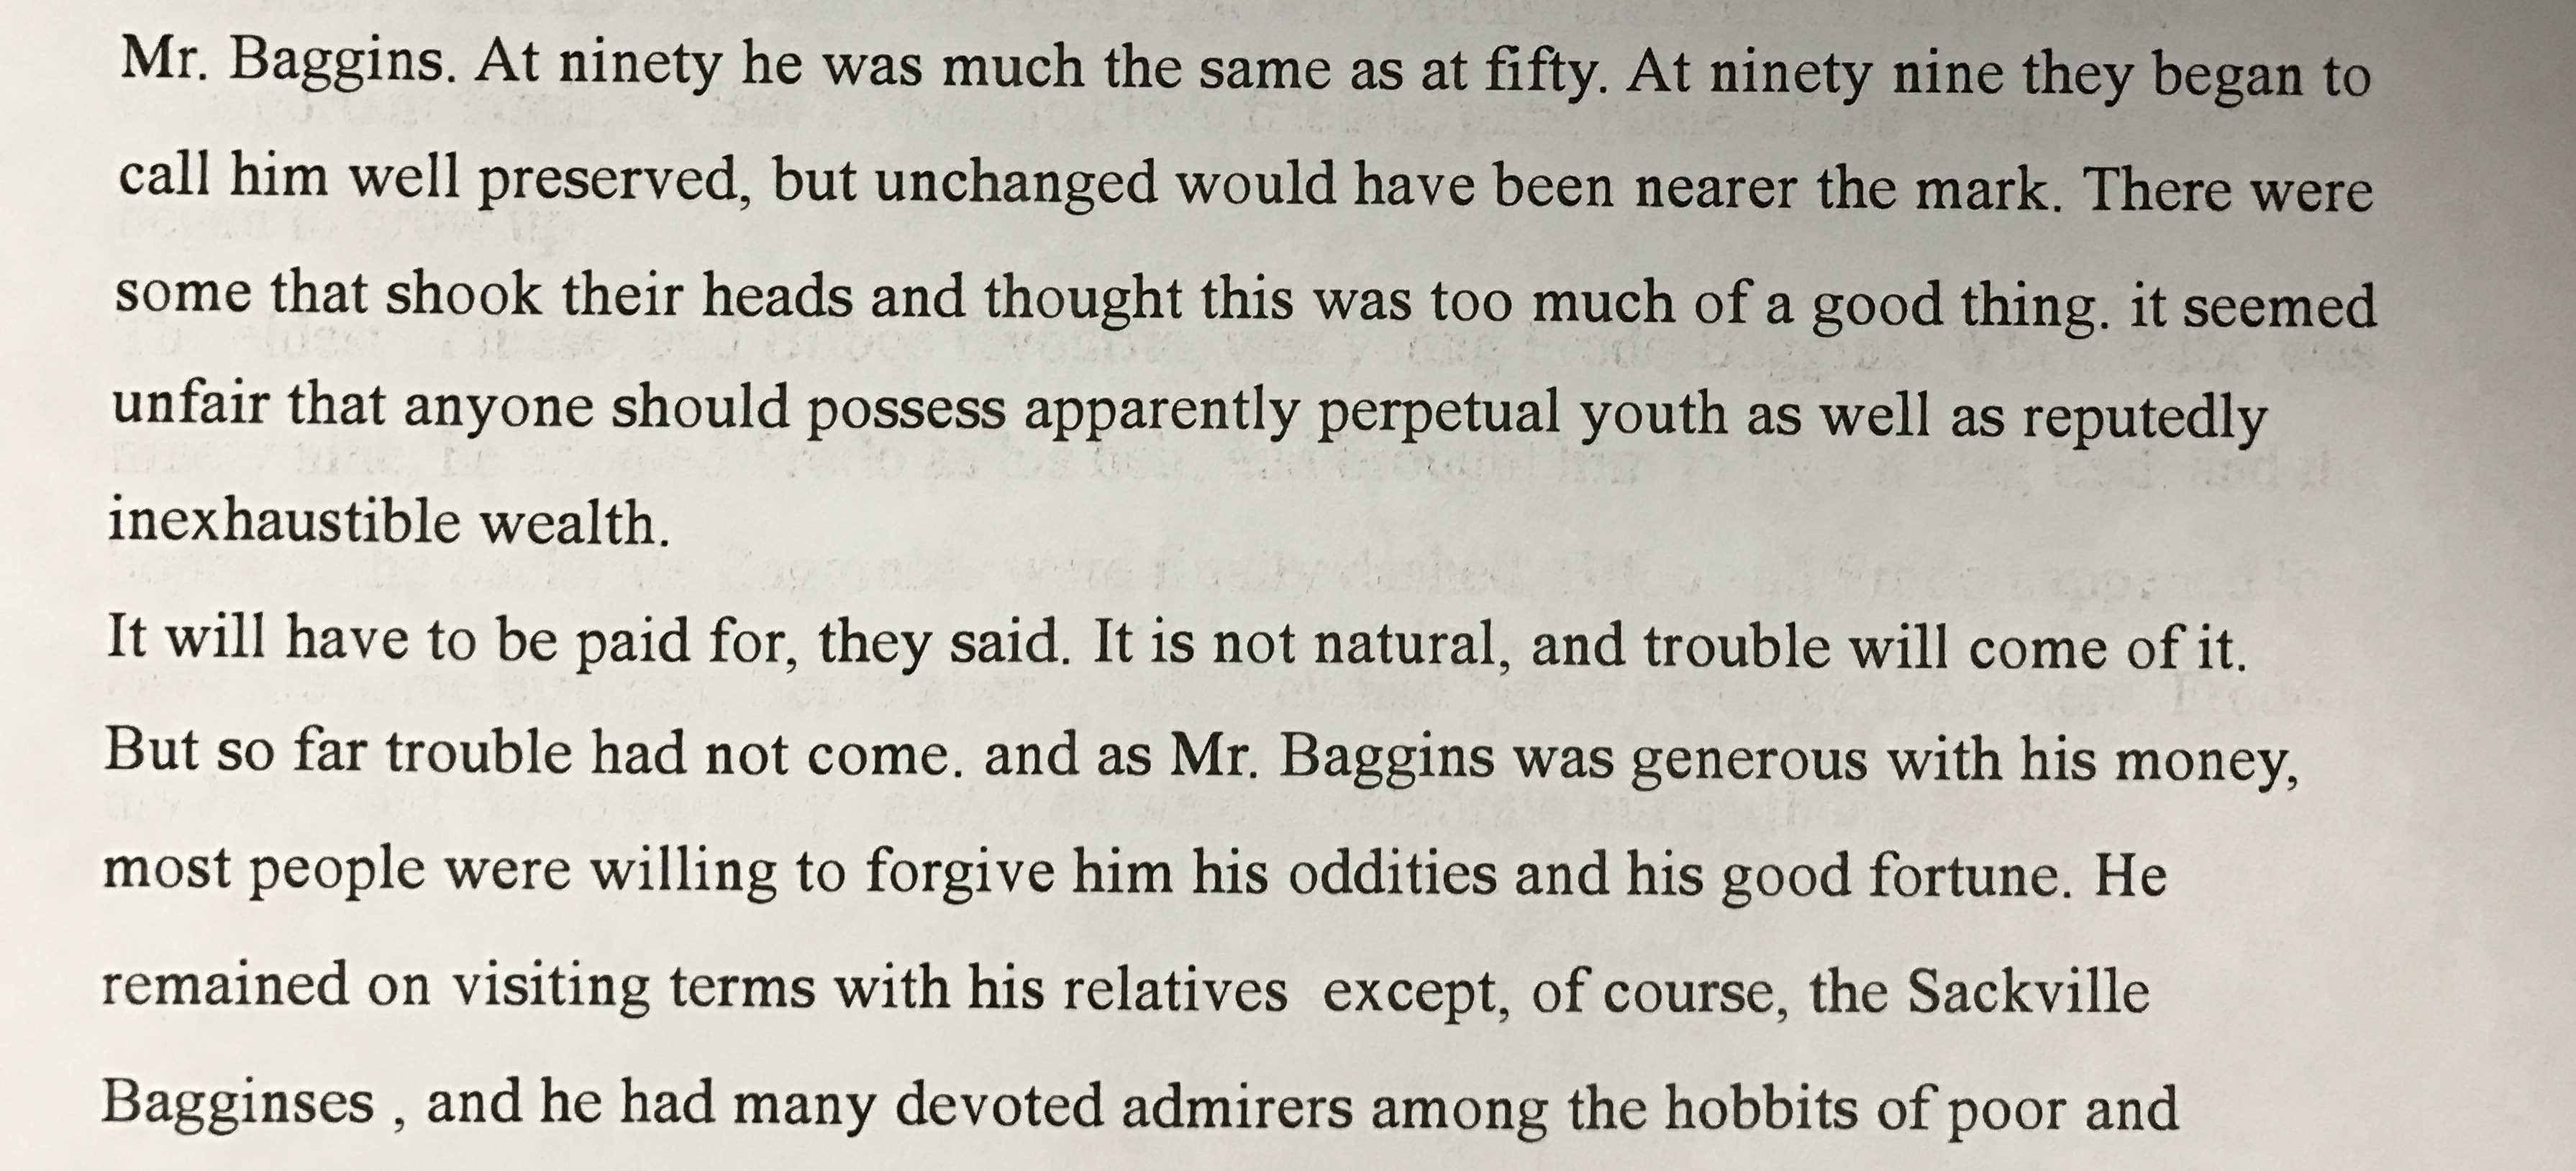 Mr. Baggins. At ninety he was much the same as at fifty. At ninety nine they began to
call him well preserved, but unchanged would have been nearer the mark. There were
some that shook their heads and thought this was too much of a good thing. it seemed
unfair that anyone should possess apparently perpetual youth as well as reputedly
inexhaustible wealth.
It will have to be paid for, they said. It is not natural, and trouble will come of it.
But so far trouble had not come. and as Mr. Baggins was generous with his money,
most people were willing to forgive him his oddities and his good fortune. He
remained on visiting terms with his relatives  except, of course, the Sackville
Bagginses , and he had many devoted admirers among the hobbits of poor and